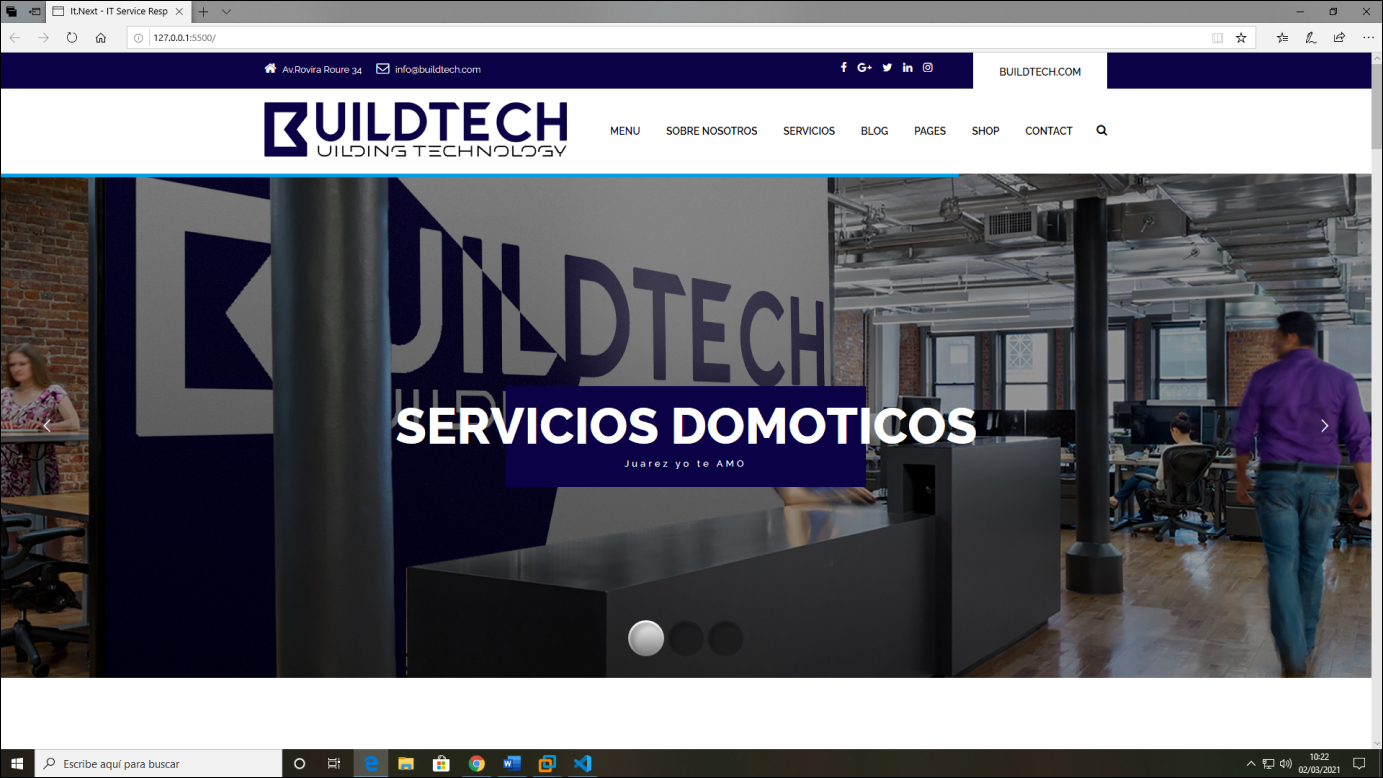 It.Next - IT Service Resp
127.0.0.1:5500/
Av.Rovira Roure 34 info@buildtech.com BUILDTECH.COM
BUILDTECH
UILDING TECHNOLOGY
MENU SOBRE NOSOTROS SERVICIOS BLOG PAGES SHOP CONTACT
BUILDTECH
SERVICIOS DOMOTICOS
Juarez yo te AMO
Escribe aquí para buscar
10:22
02/03/2021